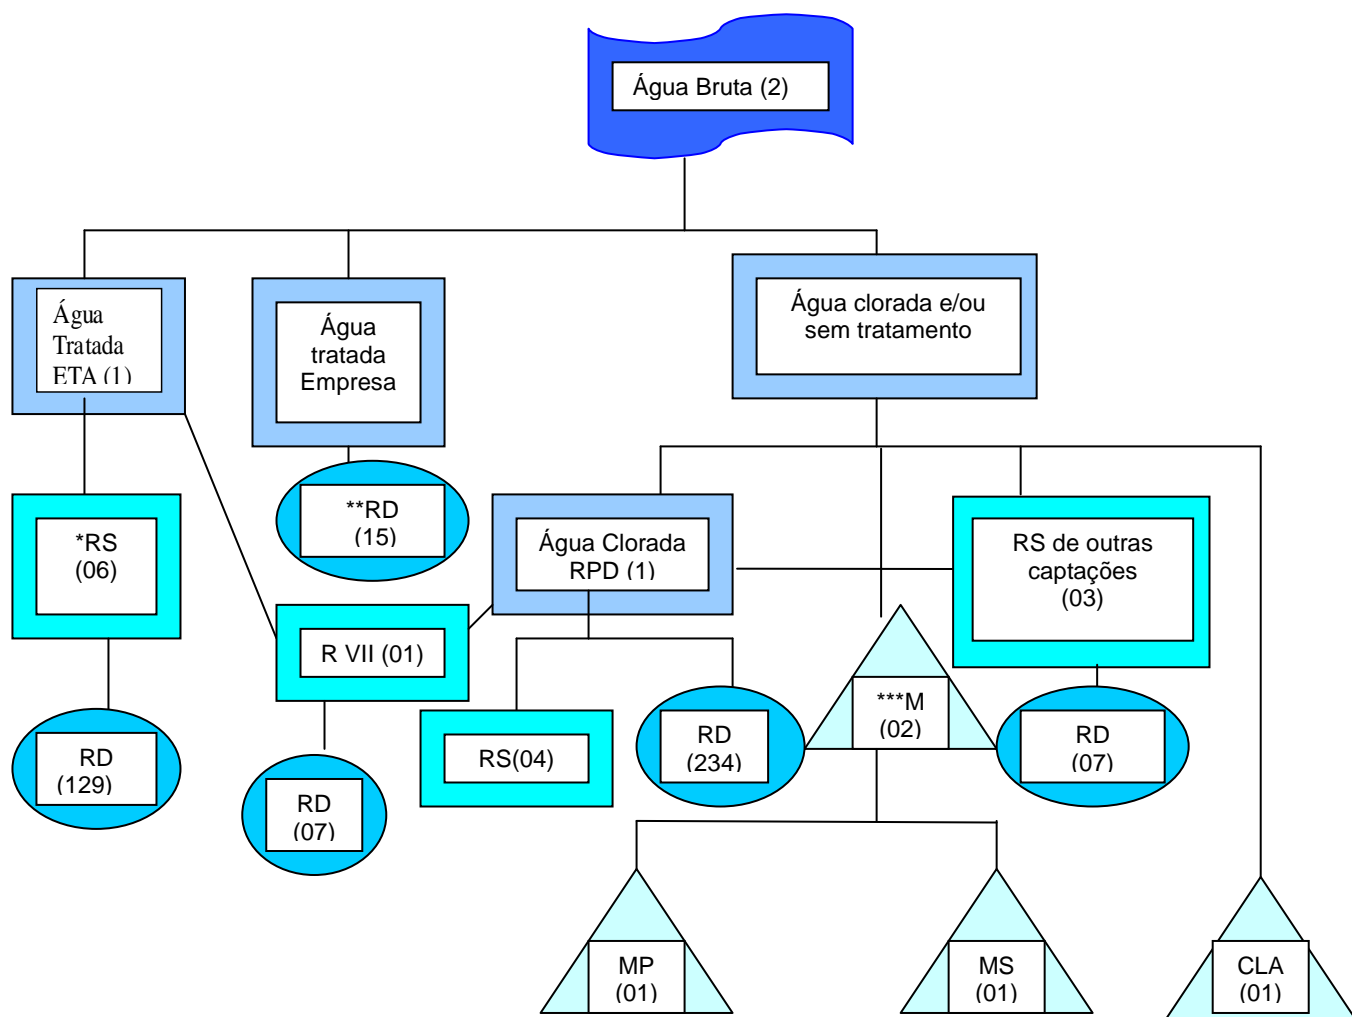 Água Bruta (2)
Água
Tratada
ETA (1)
Água
tratada
Empresa
Água clorada e/ou
sem tratamento
*RS
(06)
**RD
(15)
Água Clorada
RPD (1)
RS de outras
captações
(03)
R VII (01)
***M
(02)
RD
(129)
RD
(07)
RS(04)
RD
(234)
RD
(07)
MP
(01)
MS
(01)
CLA
(01)